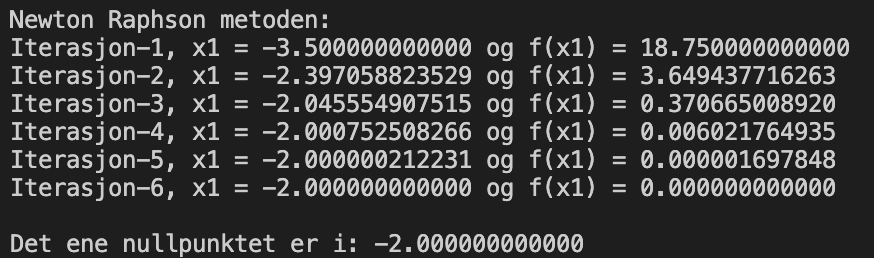 Newton Raphson metoden:
Iterasjon-1, x1 = -3.500000000000 og f(x1) = 18.750000000000
Iterasjon-2, x1 = -2.397058823529 og f(x1) = 3.649437716263
Iterasjon-3, x1 = -2.045554907515 og f(x1) = 0.370665008920
Iterasjon-4, x1 = -2.000752508266 og f(x1) = 0.006021764935
Iterasjon-5, x1 = -2.000000212231 og f(x1) = 0.000001697848
Iterasjon-6, x1 = -2.000000000000 og f(x1) = 0.000000000000
Det ene nullpunktet er i: -2.000000000000